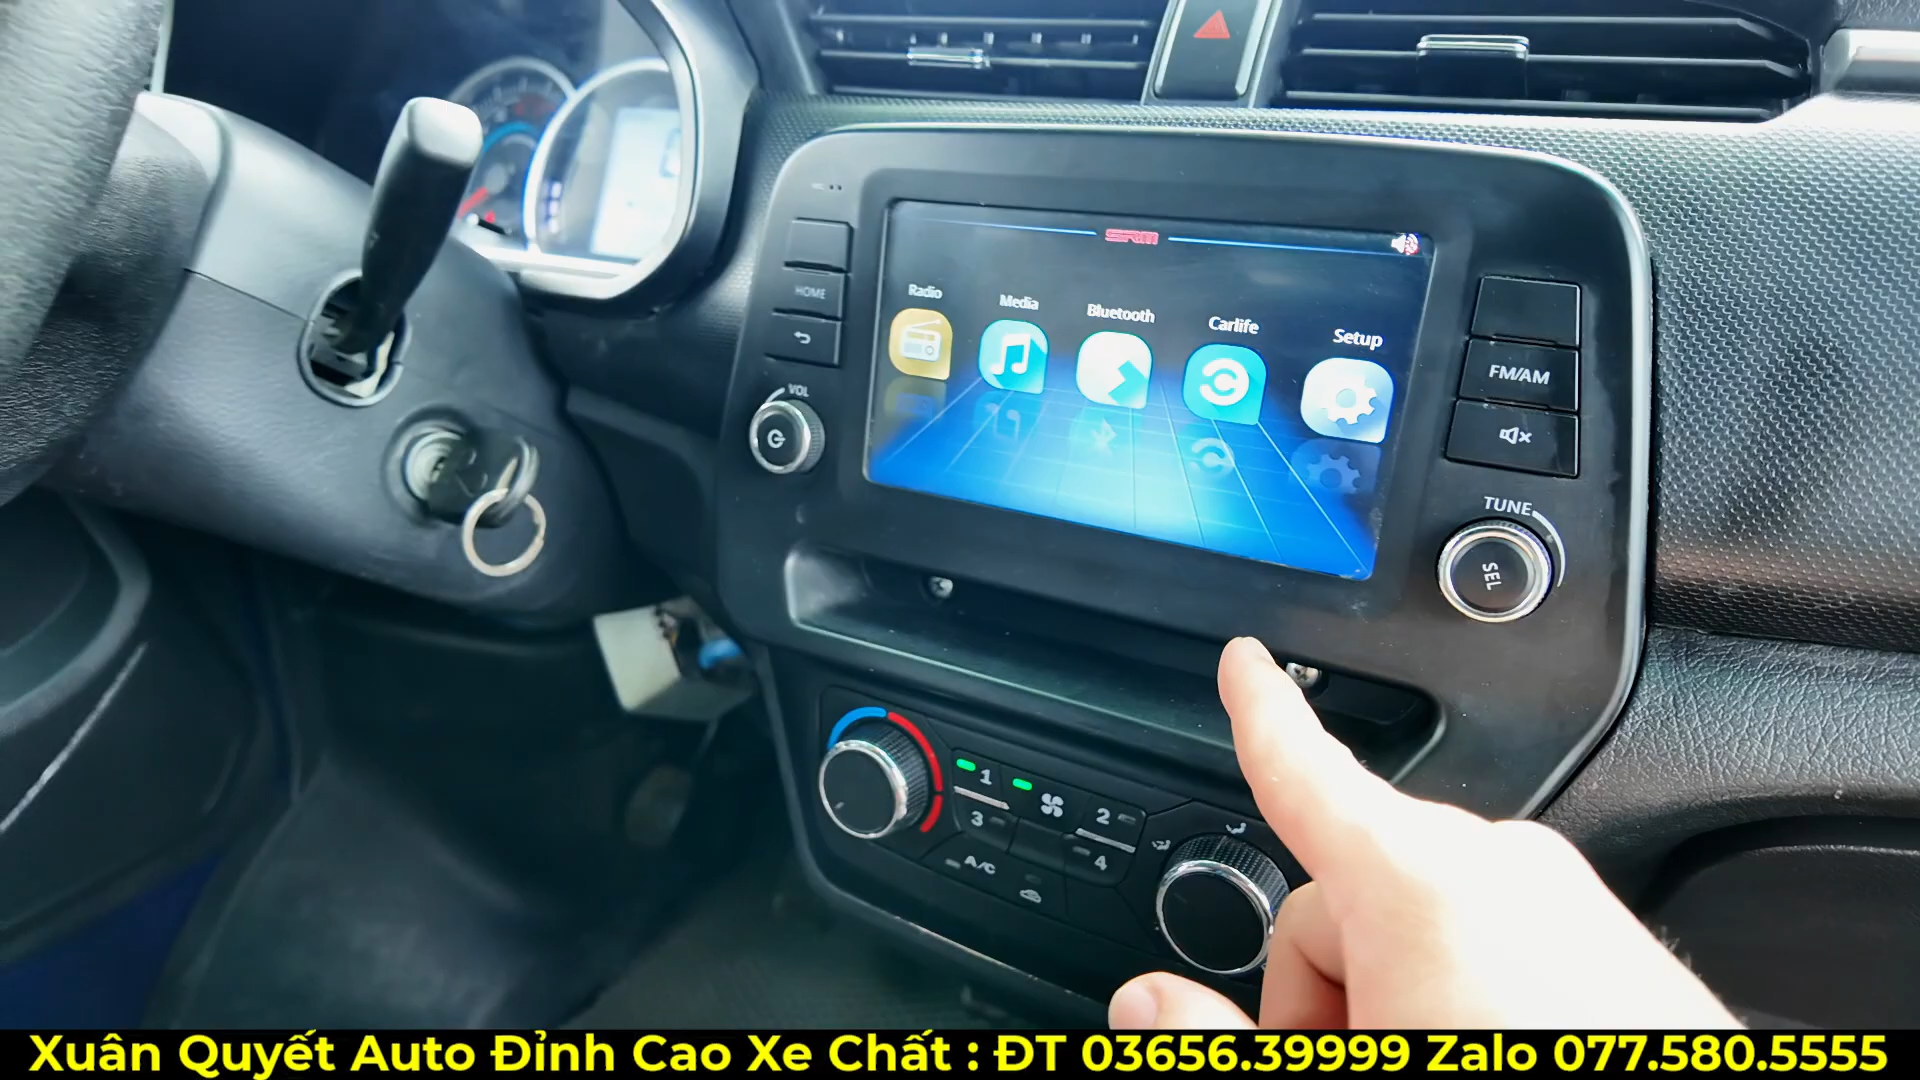 SRM
Radio
Media
Bluetooth
Carlife
Setup
HOME
VOL
FM/AM
TUNE
SEL
1
2
3
4
A/C
Xuân Quyết Auto Đỉnh Cao Xe Chất : ĐT 03656.39999 Zalo 077.580.5555